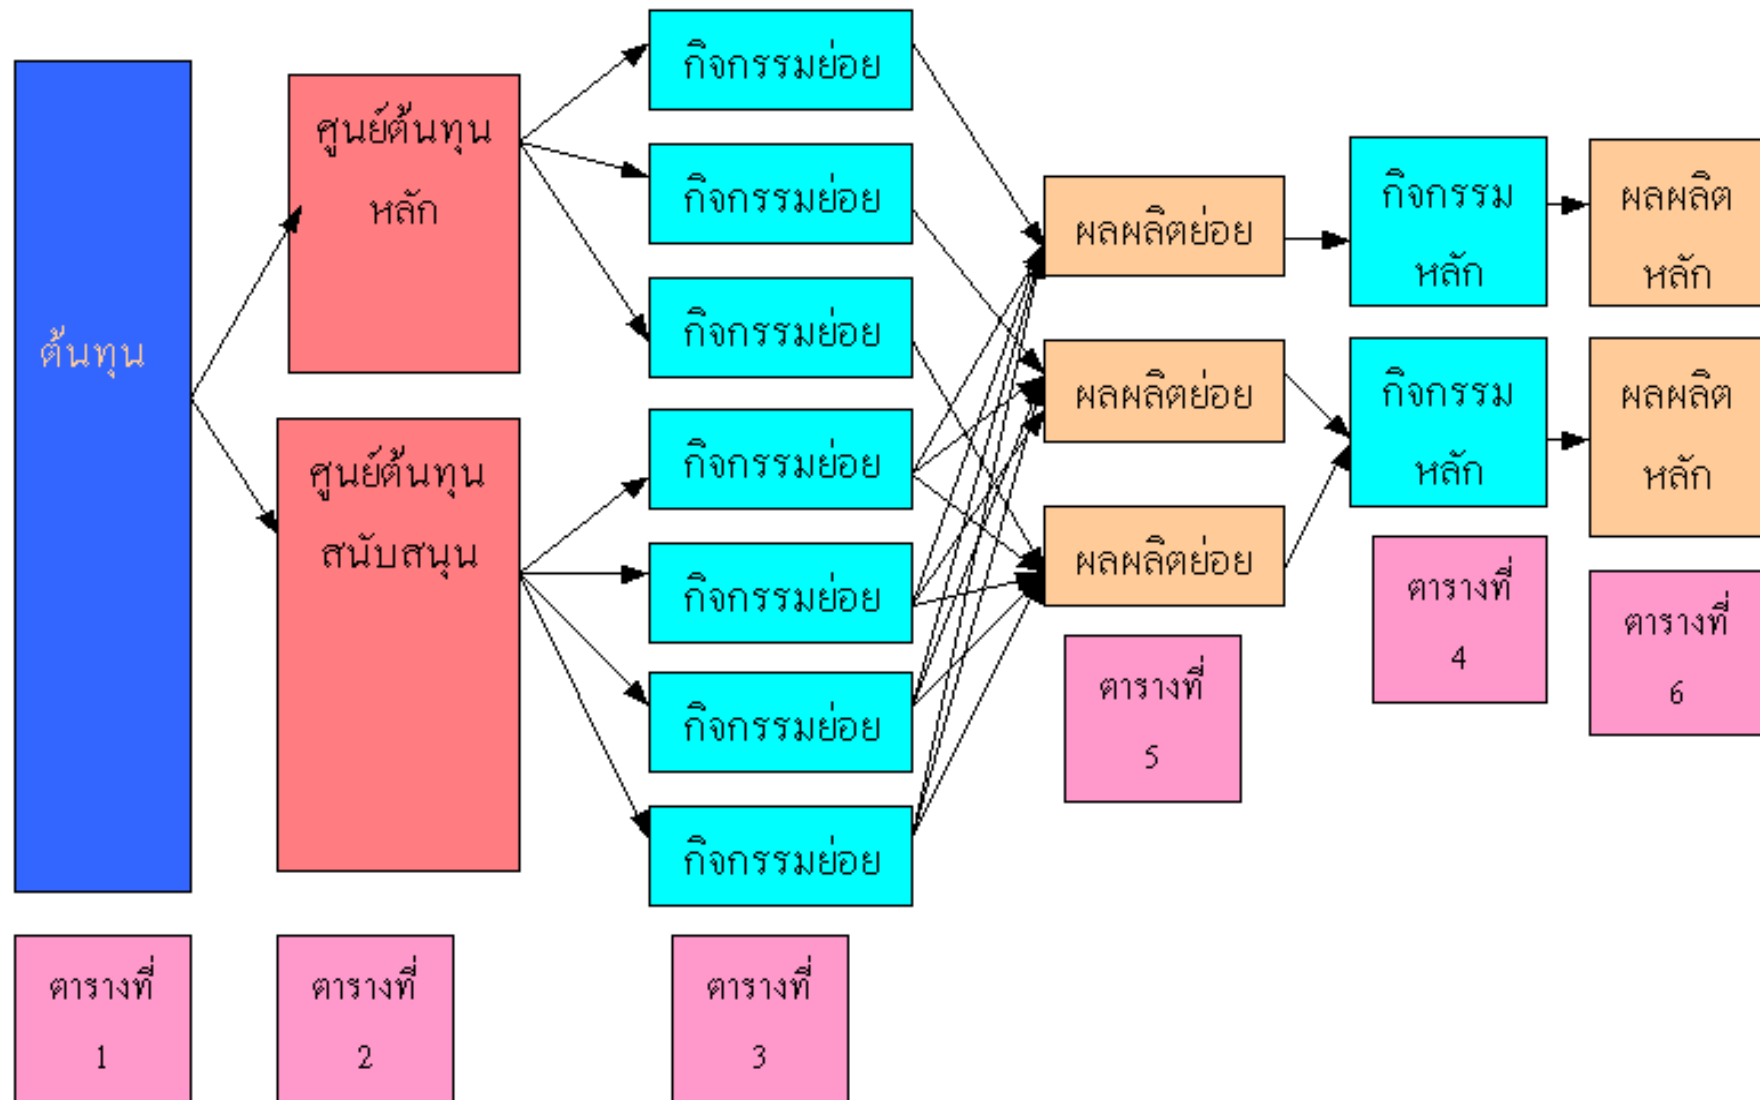 ต้นทุน
ศูนย์ต้นทุน
หลัก
ศูนย์ต้นทุน
สนับสนุน
กิจกรรมย่อย
กิจกรรมย่อย
กิจกรรมย่อย
กิจกรรมย่อย
กิจกรรมย่อย
กิจกรรมย่อย
กิจกรรมย่อย
ผลผลิตย่อย
ผลผลิตย่อย
ผลผลิตย่อย
กิจกรรม
หลัก
กิจกรรม
หลัก
ผลผลิต
หลัก
ผลผลิต
หลัก
ตารางที่
1
ตารางที่
2
ตารางที่
3
ตารางที่
5
ตารางที่
4
ตารางที่
6